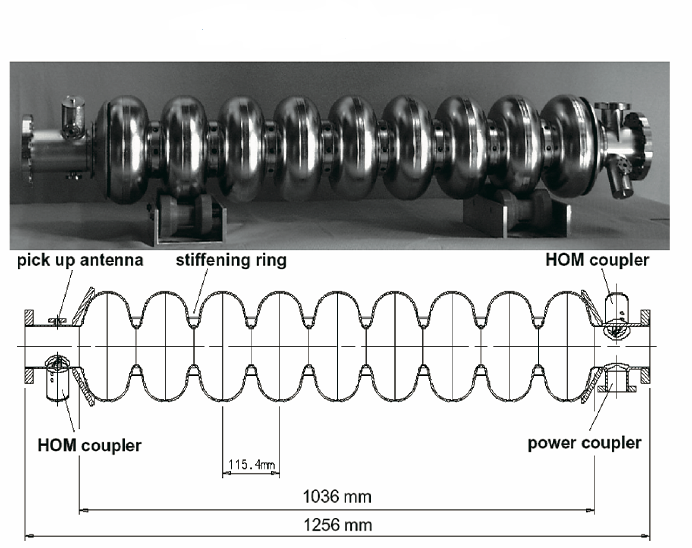 pick up antenna
stiffening ring
HOM coupler
HOM coupler
power coupler
115.4mm
1036 mm
1256 mm